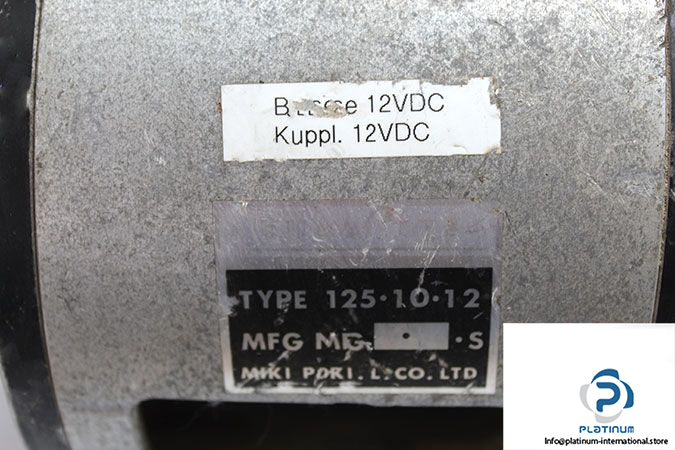 12VDC
Kuppl. 12VDC
TYPE 125·10·12
MFG
·S
MIKI L.CO. LTD
PLATINUM
Info@platinum-international.store